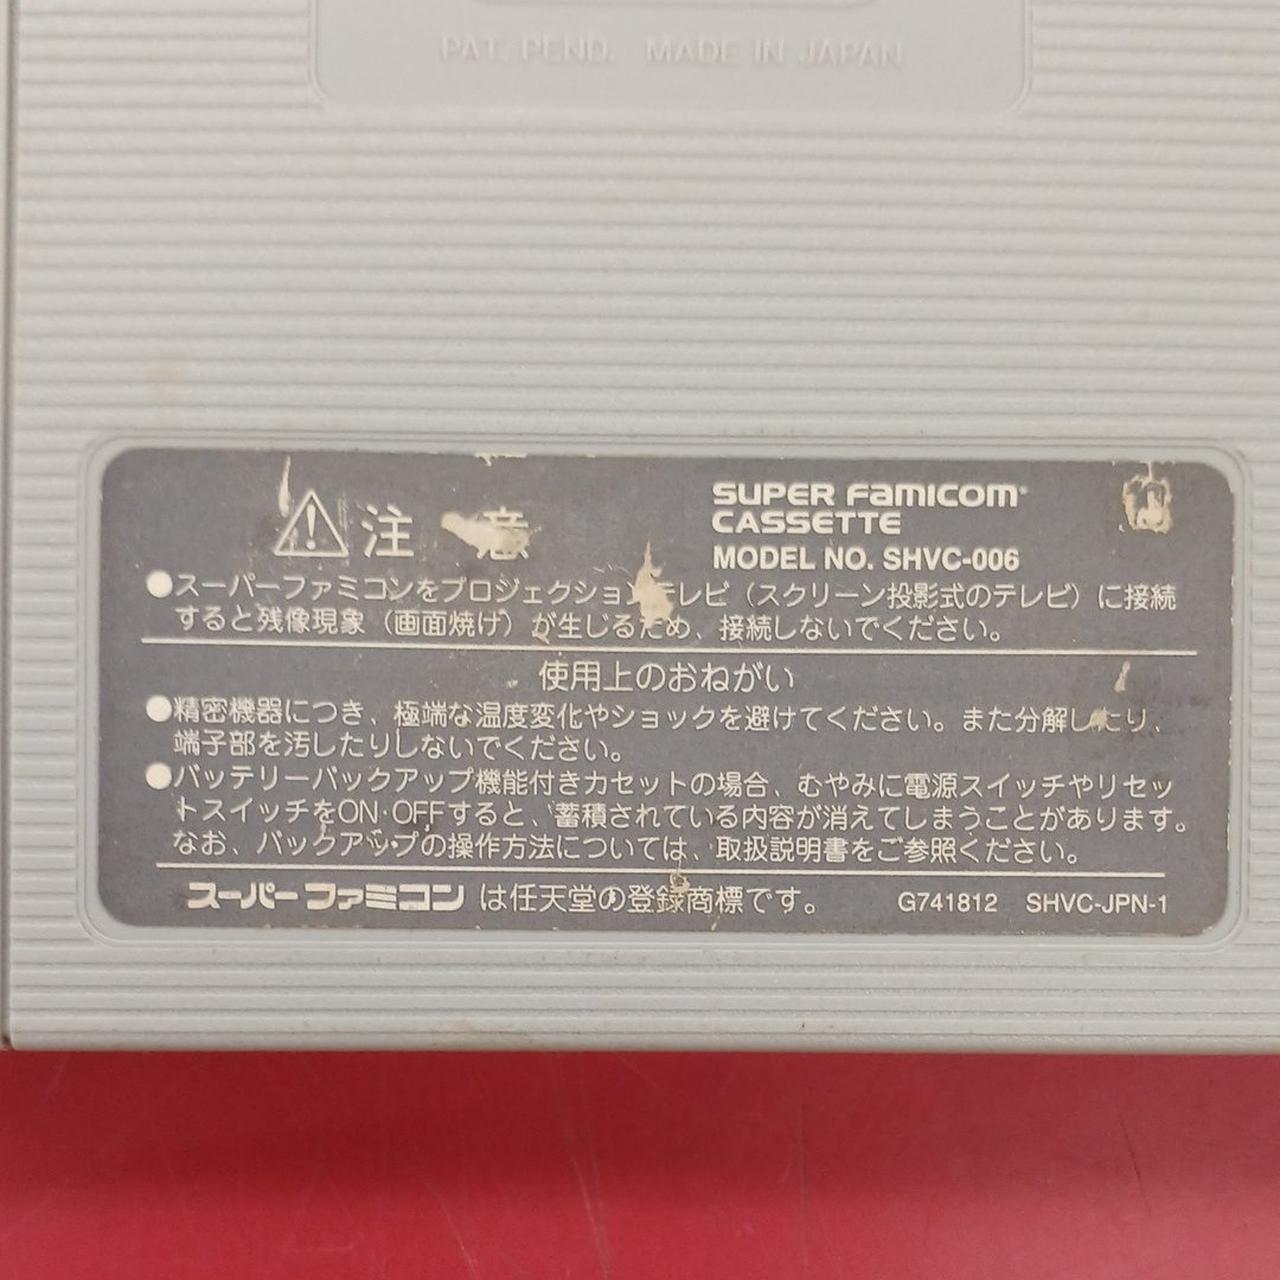 PAT. PEND. MADE IN JAPAN
注 意
SUPER FAMICOM
CASSETTE
MODEL NO. SHVC-006
●スーパーファミコンをプロジェクションテレビ（スクリーン投影式のテレビ）に接続
すると残像現象（画面焼け）が生じるため、接続しないでください。
使用上のおねがい
●精密機器につき、極端な温度変化やショックを避けてください。また分解したり、
端子部を汚したりしないでください。
●バッテリーバックアップ機能付きカセットの場合、むやみに電源スイッチやリセッ
トスイッチをON·OFFすると、蓄積されている内容が消えてしまうことがあります。
なお、バックアップの操作方法については、取扱説明書をご参照ください。
スーパーファミコン は任天堂の登録商標です。 G741812 SHVC-JPN-1